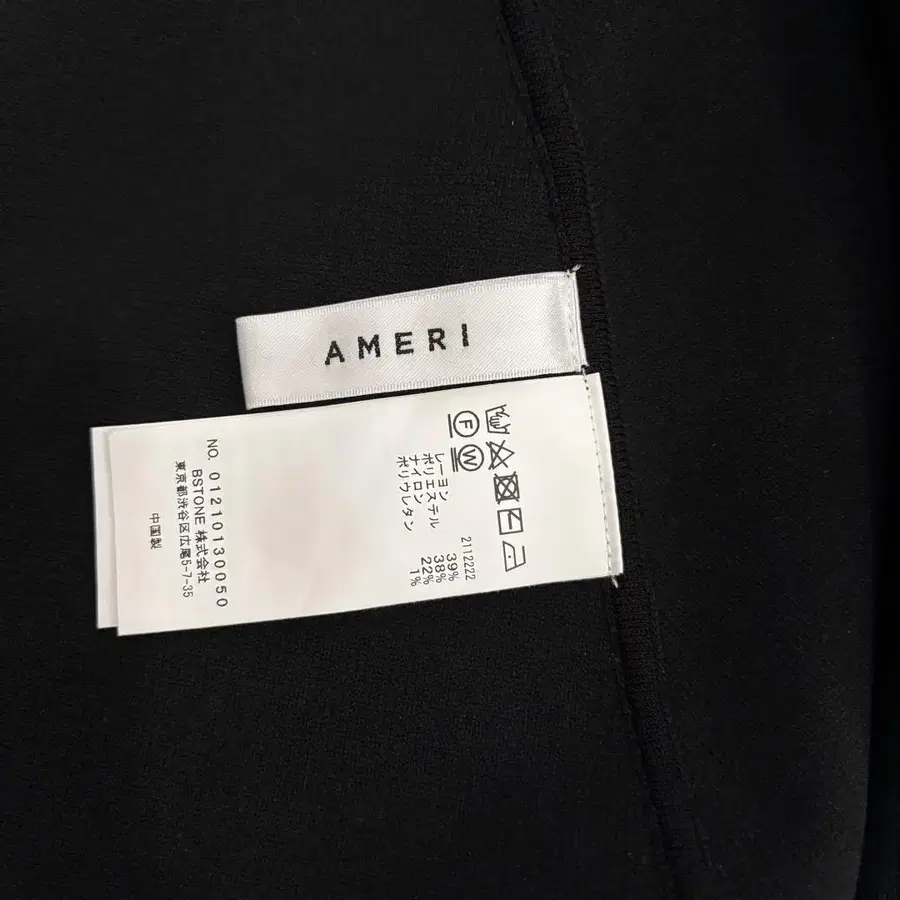 AMERI
F
W
2112222
レーヨン 39%
ポリエステル 38%
ナイロン 22%
ポリウレタン 1%
NO. 01210130050
BSTONE 株式会社
東京都渋谷区広尾5-7-35
中国製